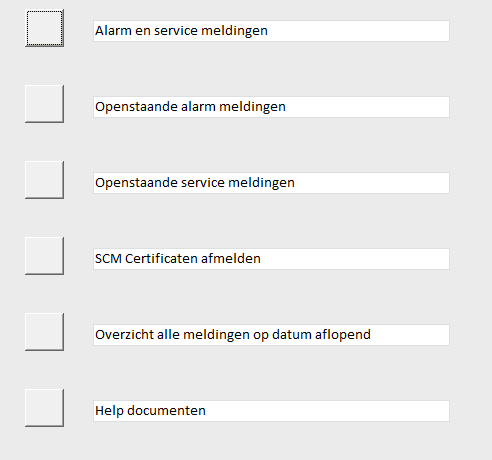 Alarm en service meldingen
Openstaande alarm meldingen
Openstaande service meldingen
SCM Certificaten afmelden
Overzicht alle meldingen op datum aflopend
Help documenten